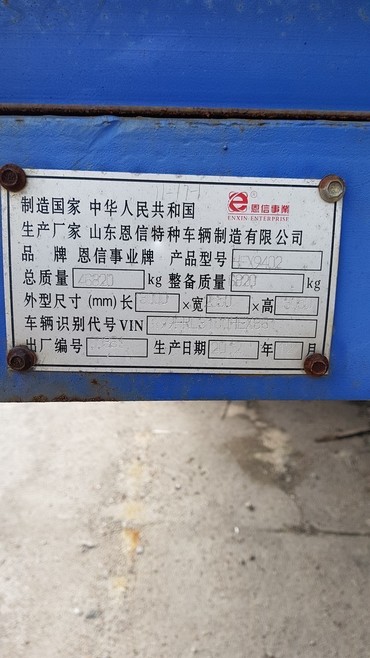 恩信事業
ENXIN ENTERPRISE
制造国家 中华人民共和国
生产厂家 山东恩信特种车辆制造有限公司
品 牌 恩信事业牌 产品型号 HEX9402
总质量 kg 整备质量 6820 kg
外型尺寸 (mm) 长 ×宽 ×高
车辆识别代号 VIN
出厂编号 生产日期 年 月